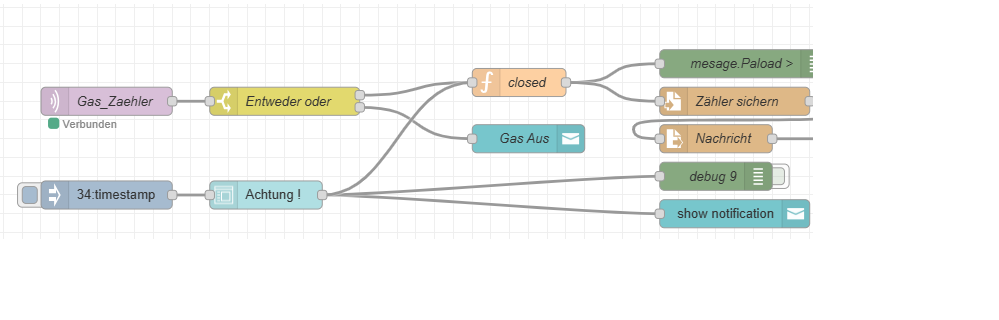 mesage.Paload >
closed
Gas_Zaehler
Entweder oder
Zähler sichern
Verbunden
Gas Aus
Nachricht
debug 9
34:timestamp
Achtung !
show notification